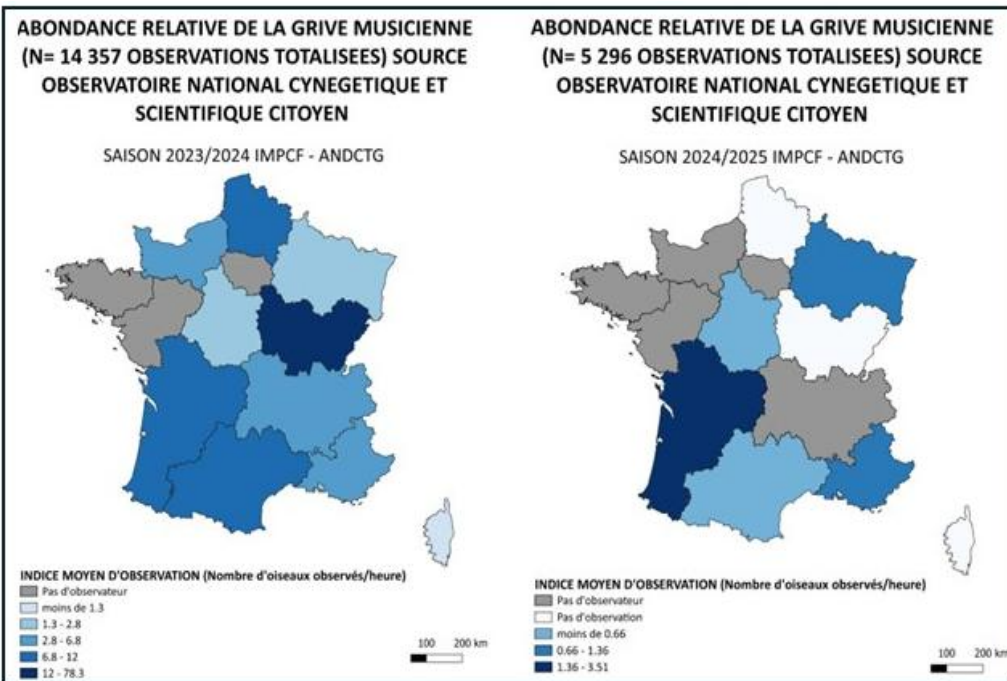 ABONDANCE RELATIVE DE LA GRIVE MUSICIENNE
(N= 14 357 OBSERVATIONS TOTALISEES) SOURCE
OBSERVATOIRE NATIONAL CYNEGETIQUE ET
SCIENTIFIQUE CITOYEN
SAISON 2023/2024 IMPCF - ANDCTG
INDICE MOYEN D'OBSERVATION (Nombre d'oiseaux observés/heure)
Pas d'observateur
moins de 1.3
1.3 - 2.8
2.8 - 6.8
6.8 - 12
12 - 78.3
100 200 km
ABONDANCE RELATIVE DE LA GRIVE MUSICIENNE
(N= 5 296 OBSERVATIONS TOTALISEES) SOURCE
OBSERVATOIRE NATIONAL CYNEGETIQUE ET
SCIENTIFIQUE CITOYEN
SAISON 2024/2025 IMPCF - ANDCTG
INDICE MOYEN D'OBSERVATION (Nombre d'oiseaux observés/heure)
Pas d'observateur
Pas d'observation
moins de 0.66
0.66 - 1.36
1.36 - 3.51
100 200 km